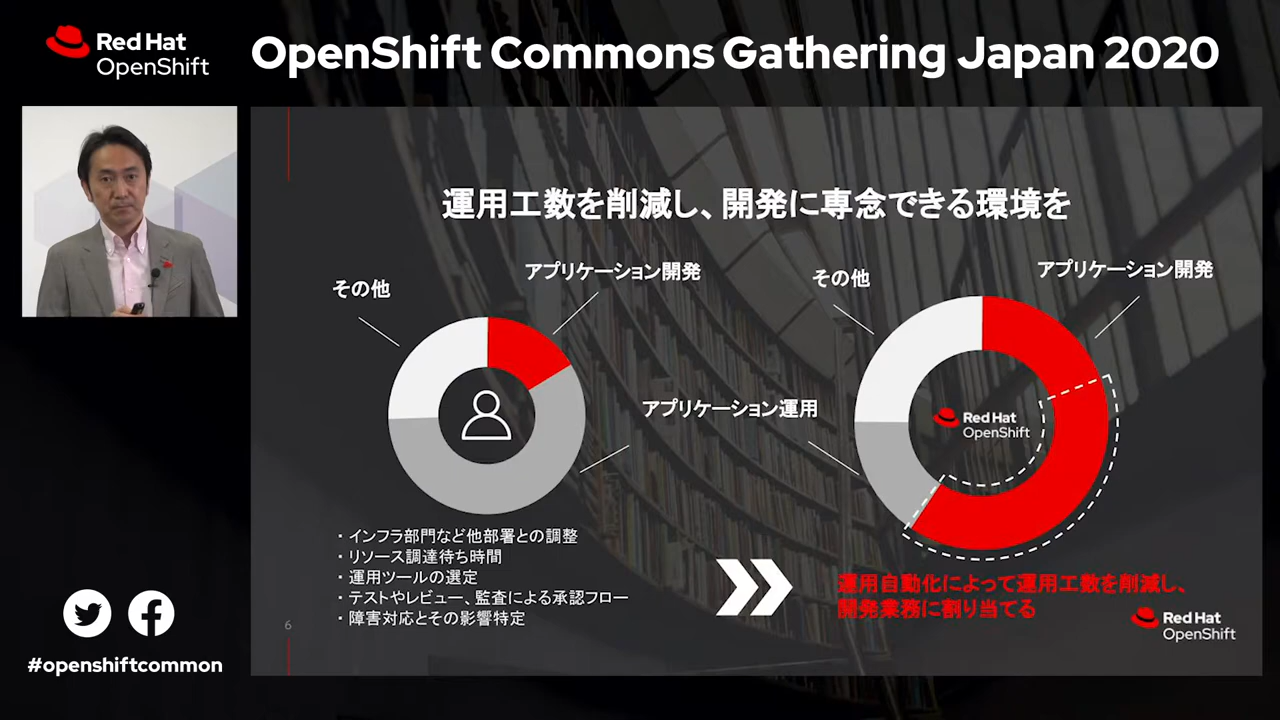 Red Hat
OpenShift
OpenShift Commons Gathering Japan 2020
運用工数を削減し、開発に専念できる環境を
その他
アプリケーション開発
その他
アプリケーション開発
アプリケーション運用
Red Hat
OpenShift
・インフラ部門など他部署との調整
・リソース調達待ち時間
・運用ツールの選定
・テストやレビュー、監査による承認フロー
・障害対応とその影響特定
運用自動化によって運用工数を削減し、
開発業務に割り当てる
6
Red Hat
OpenShift
#openshiftcommon